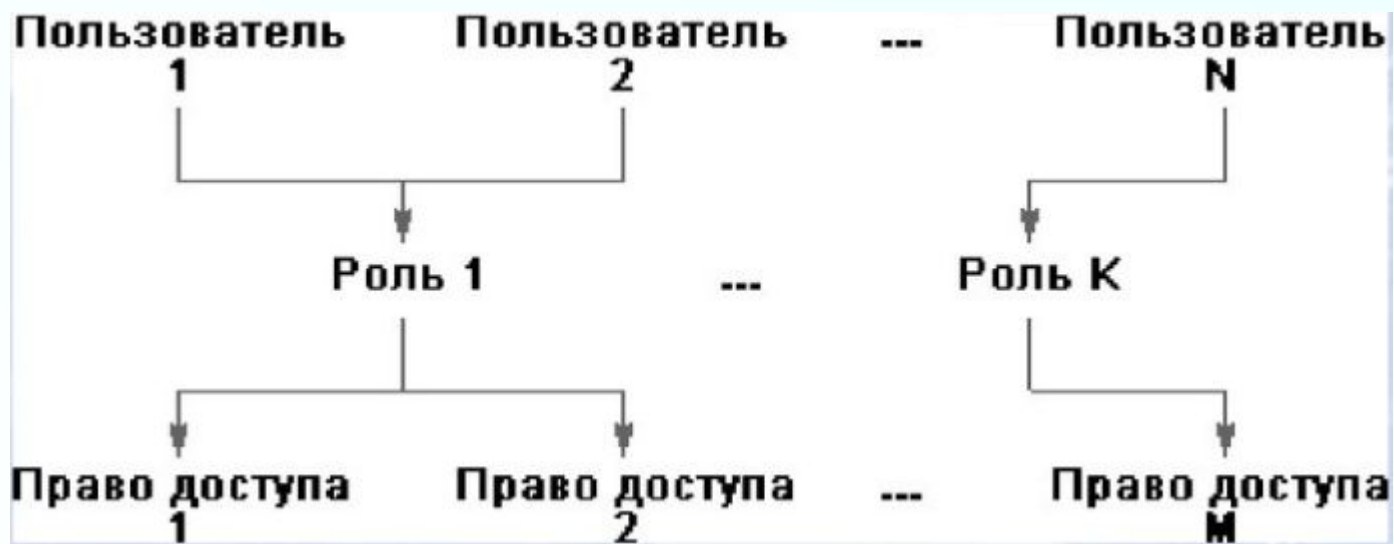 Пользователь Пользователь ... Пользователь
1 2 N
Роль 1 ... Роль K
Право доступа Право доступа ... Право доступа
1 2 M